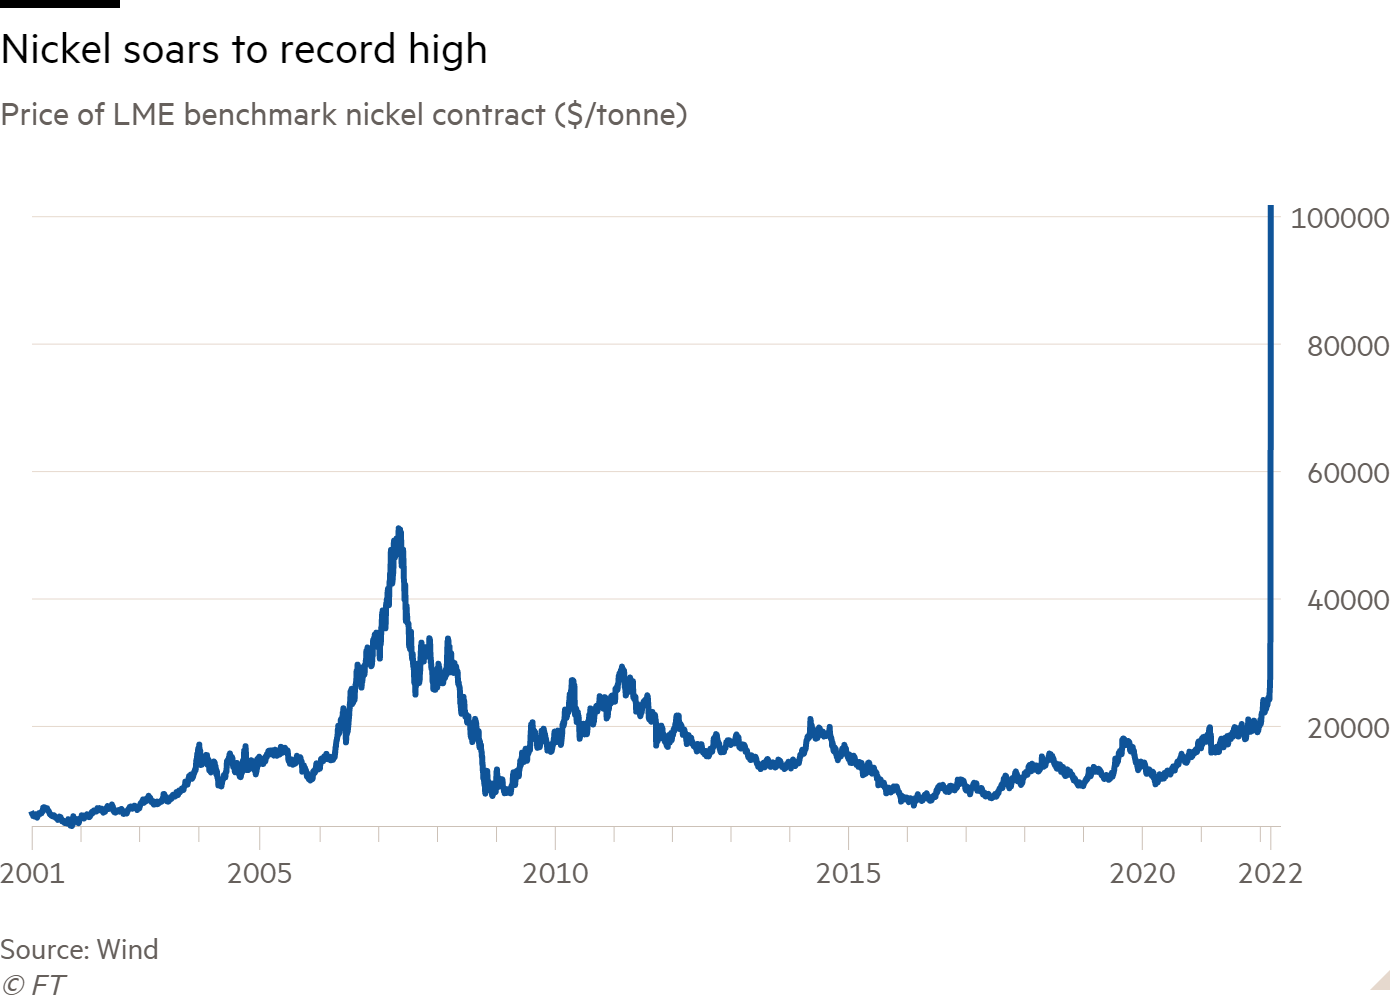 Nickel soars to record high
Price of LME benchmark nickel contract ($/tonne)
100000
80000
60000
40000
20000
2001 2005 2010 2015 2020 2022
Source: Wind
© FT